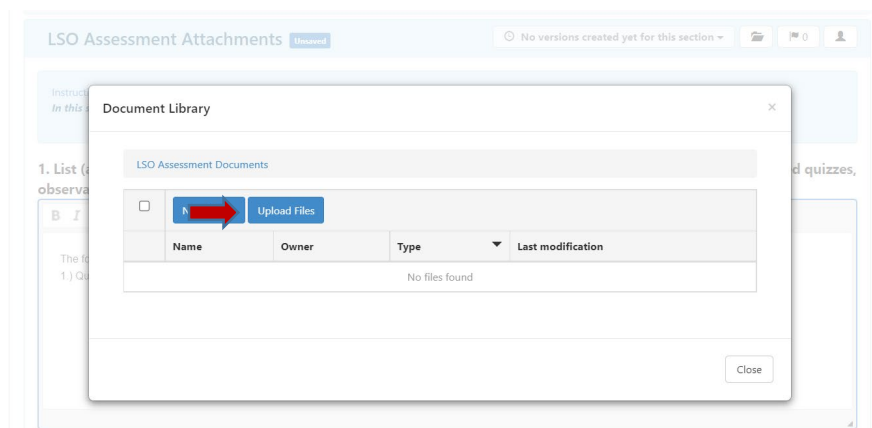 LSO Assessment Attachments Unsaved
No versions created yet for this section
0
Instruct
In this s
Document Library
×
LSO Assessment Documents
1. List (a
d quizzes,
observa
Upload Files
B I
Name Owner Type Last modification
The fo
No files found
1.) Qu
Close